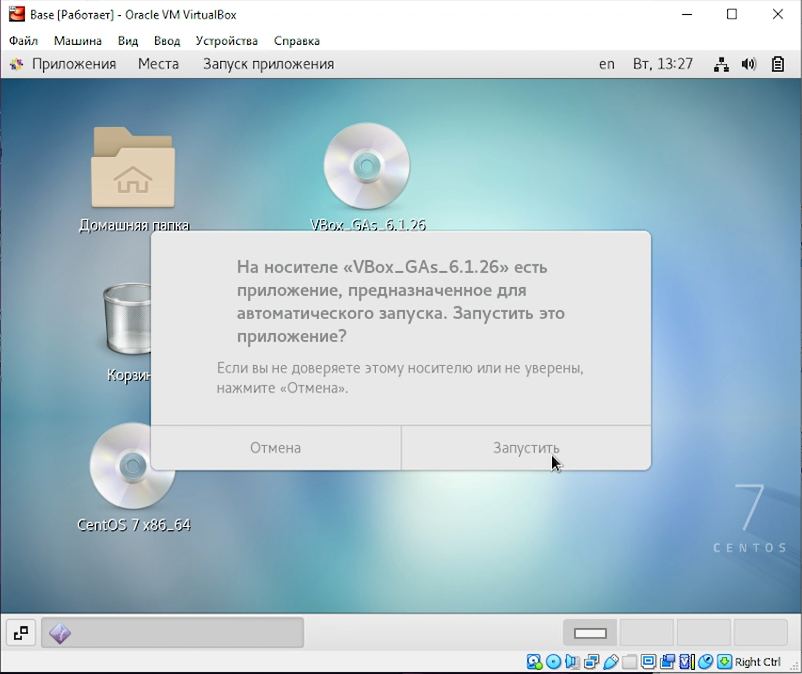 Base [Работает] - Oracle VM VirtualBox
Файл Машина Вид Ввод Устройства Справка
Приложения Места Запуск приложения en Вт, 13:27
Домашняя папка
VBox_GAs_6.1.26
На носителе «VBox_GAs_6.1.26» есть
приложение, предназначенное для
автоматического запуска. Запустить это
приложение?
Если вы не доверяете этому носителю или не уверены,
нажмите «Отмена».
Отмена Запустить
CentOS 7 x86_64
7
CENTOS
Right Ctrl